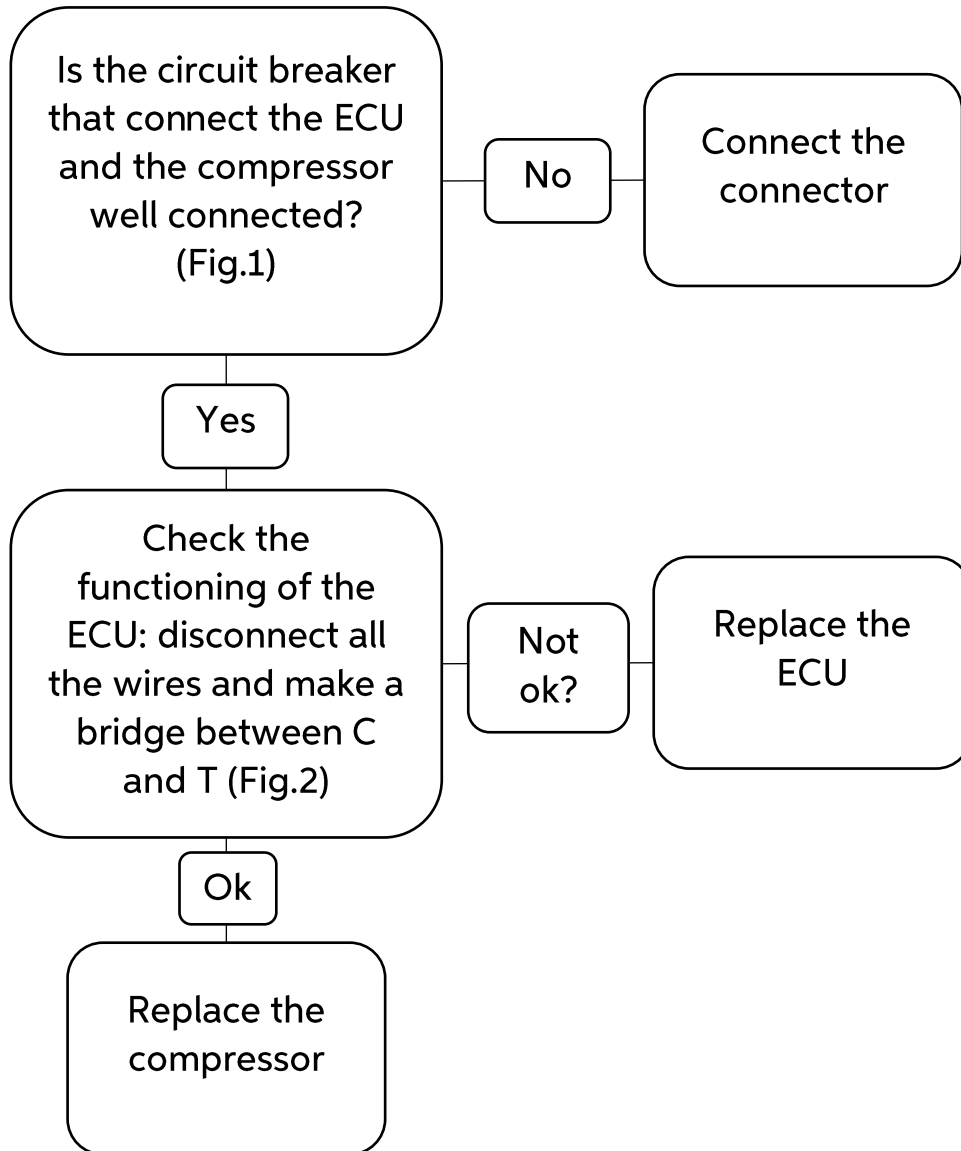 Is the circuit breaker
that connect the ECU
and the compressor
well connected?
(Fig.1)
No
Connect the
connector
Yes
Check the
functioning of the
ECU: disconnect all
the wires and make a
bridge between C
and T (Fig.2)
Not
ok?
Replace the
ECU
Ok
Replace the
compressor